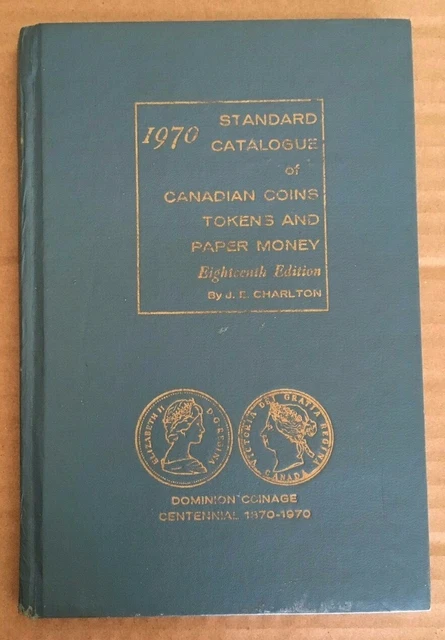 1970
STANDARD
CATALOGUE
of
CANADIAN COINS
TOKENS AND
PAPER MONEY
Eighteenth Edition
By J. E. CHARLTON
ELIZABETH II D·G·REGINA
VICTORIA DEI GRATIA REGINA
CANADA
DOMINION COINAGE
CENTENNIAL 1870-1970